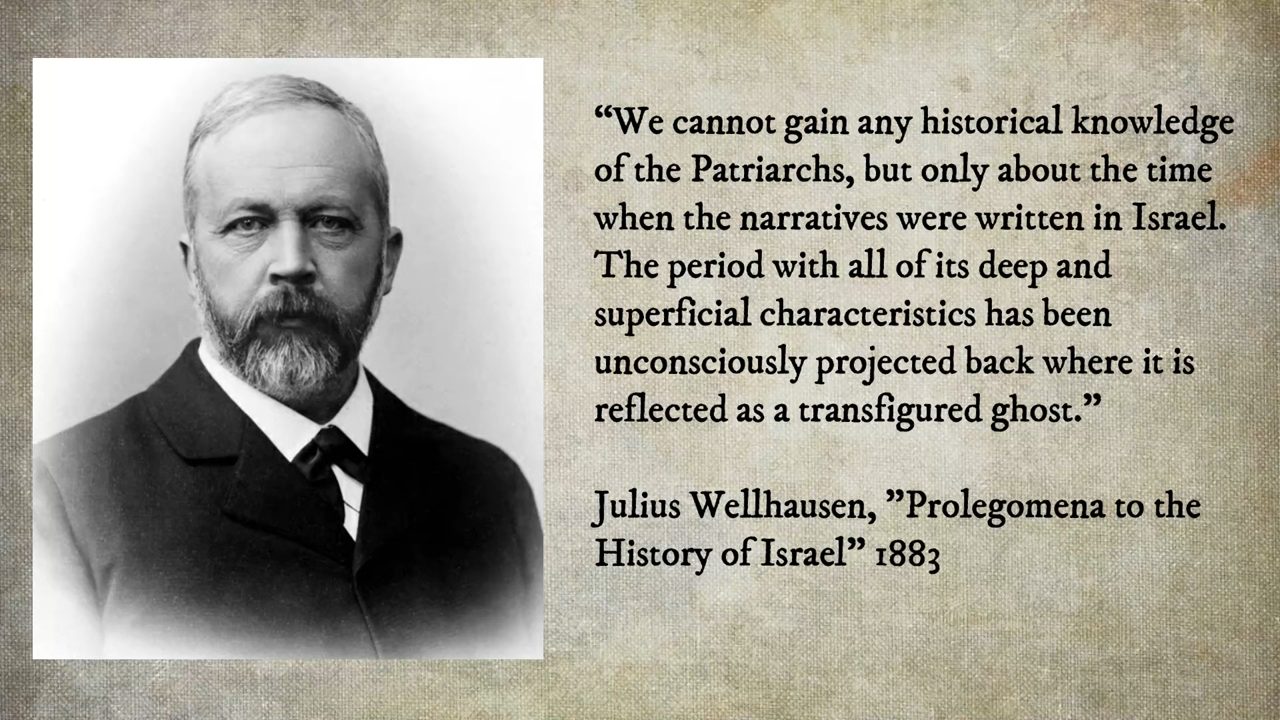 “We cannot gain any historical knowledge
of the Patriarchs, but only about the time
when the narratives were written in Israel.
The period with all of its deep and
superficial characteristics has been
unconsciously projected back where it is
reflected as a transfigured ghost.”
Julius Wellhausen, ”Prolegomena to the
History of Israel” 1883